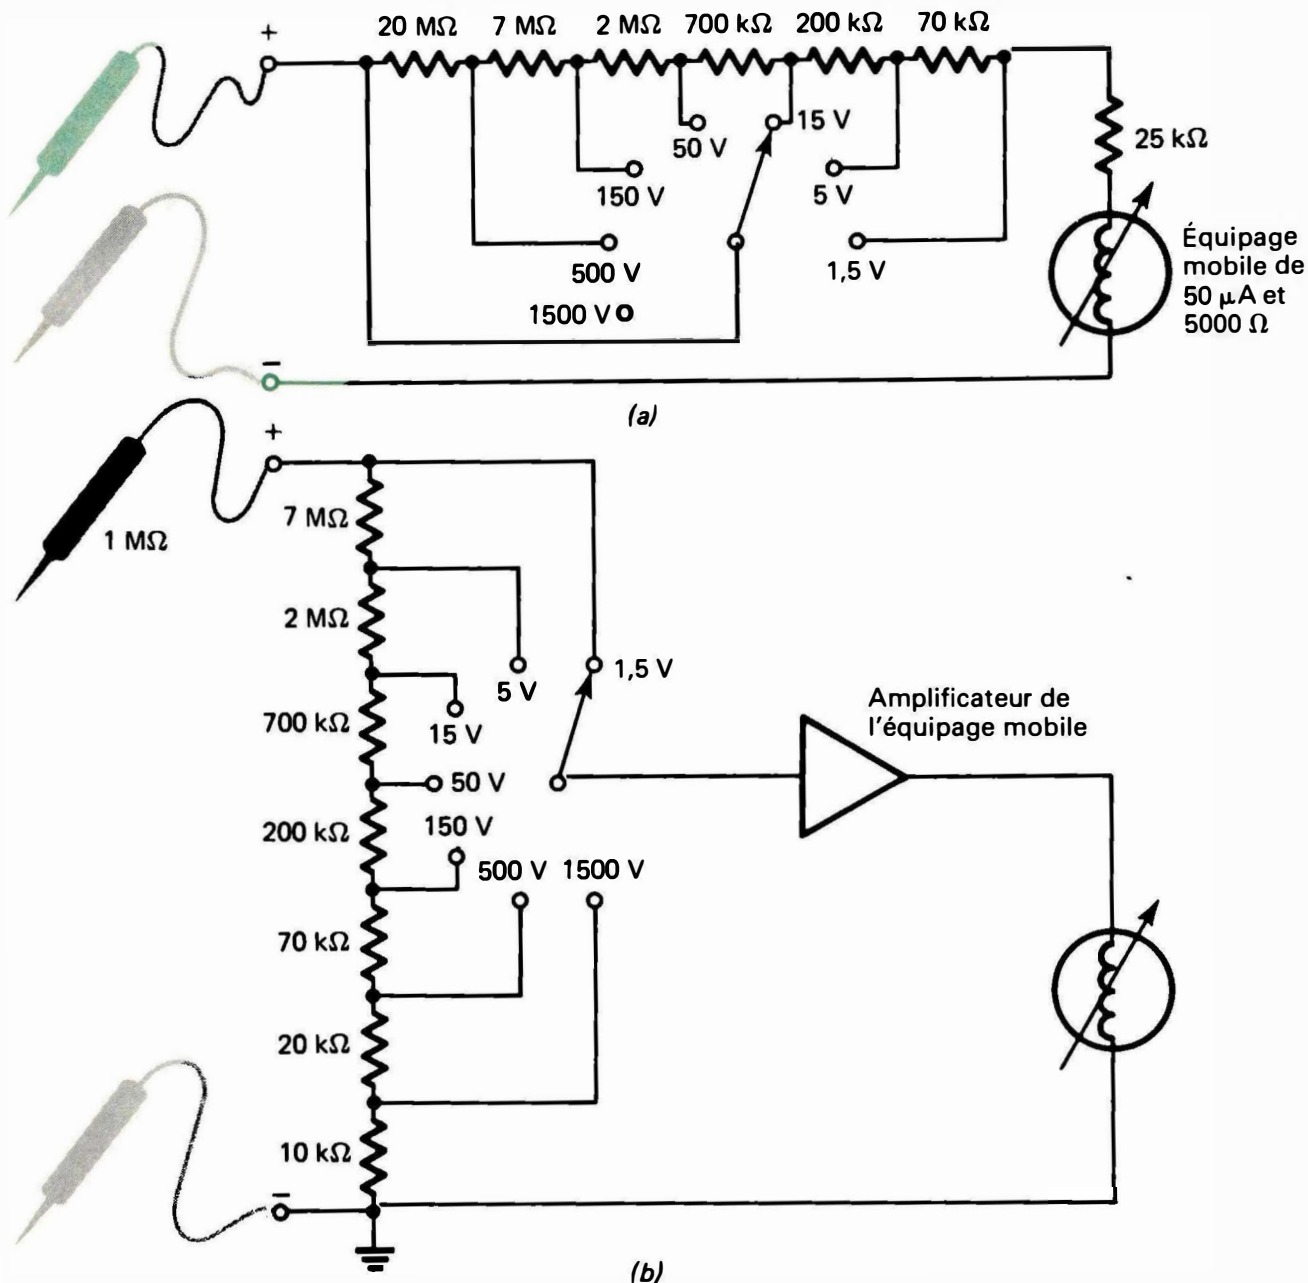 +
20 MΩ 7 MΩ 2 MΩ 700 kΩ 200 kΩ 70 kΩ
50 V
15 V
150 V
5 V
500 V
1,5 V
1500 V
25 kΩ
Équipage
mobile de
50 µA et
5000 Ω
−
(a)
+
1 MΩ
7 MΩ
2 MΩ
700 kΩ
200 kΩ
70 kΩ
20 kΩ
10 kΩ
1,5 V
5 V
15 V
50 V
150 V
500 V 1500 V
Amplificateur de
l'équipage mobile
−
(b)